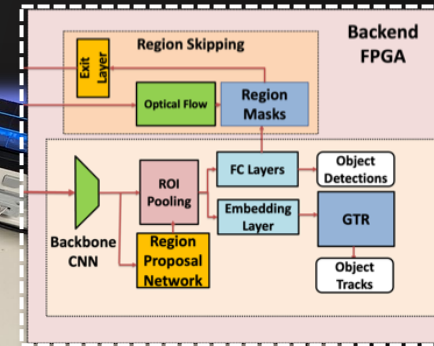 Region Skipping
Backend
FPGA
Exit
Layer
Optical Flow
Region
Masks
ROI
Pooling
FC Layers
Object
Detections
Embedding
Layer
GTR
Backbone
CNN
Region
Proposal
Network
Object
Tracks